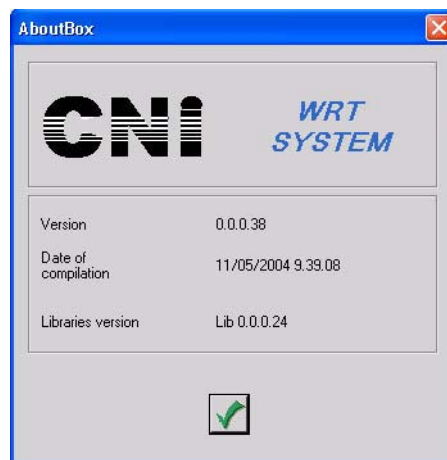 AboutBox
CNI
WRT
SYSTEM
Version 0.0.0.38
Date of
compilation 11/05/2004 9.39.08
Libraries version Lib 0.0.0.24